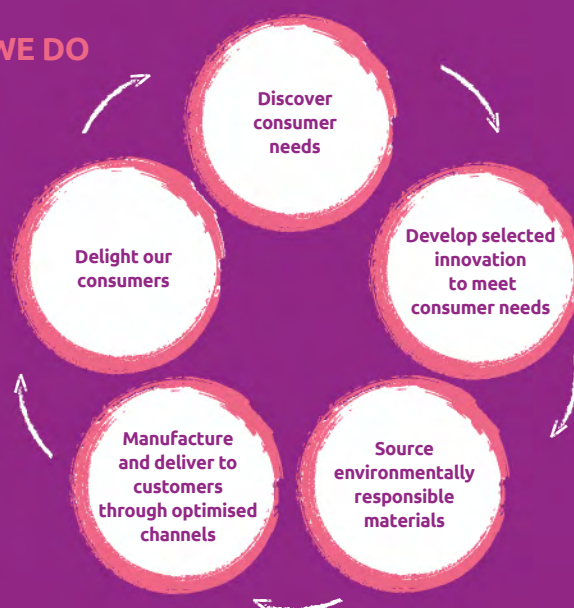 WE DO
Discover
consumer
needs
Develop selected
innovation
to meet
consumer needs
Source
environmentally
responsible
materials
Manufacture
and deliver to
customers
through optimised
channels
Delight our
consumers